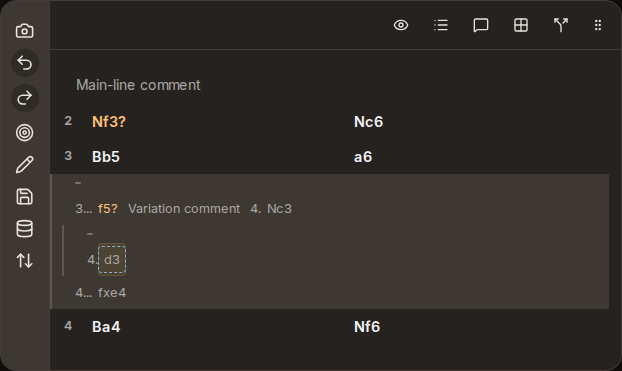 Main-line comment
2 Nf3? Nc6
3 Bb5 a6
–
3... f5? Variation comment 4. Nc3
–
4. d3
4... fxe4
4 Ba4 Nf6